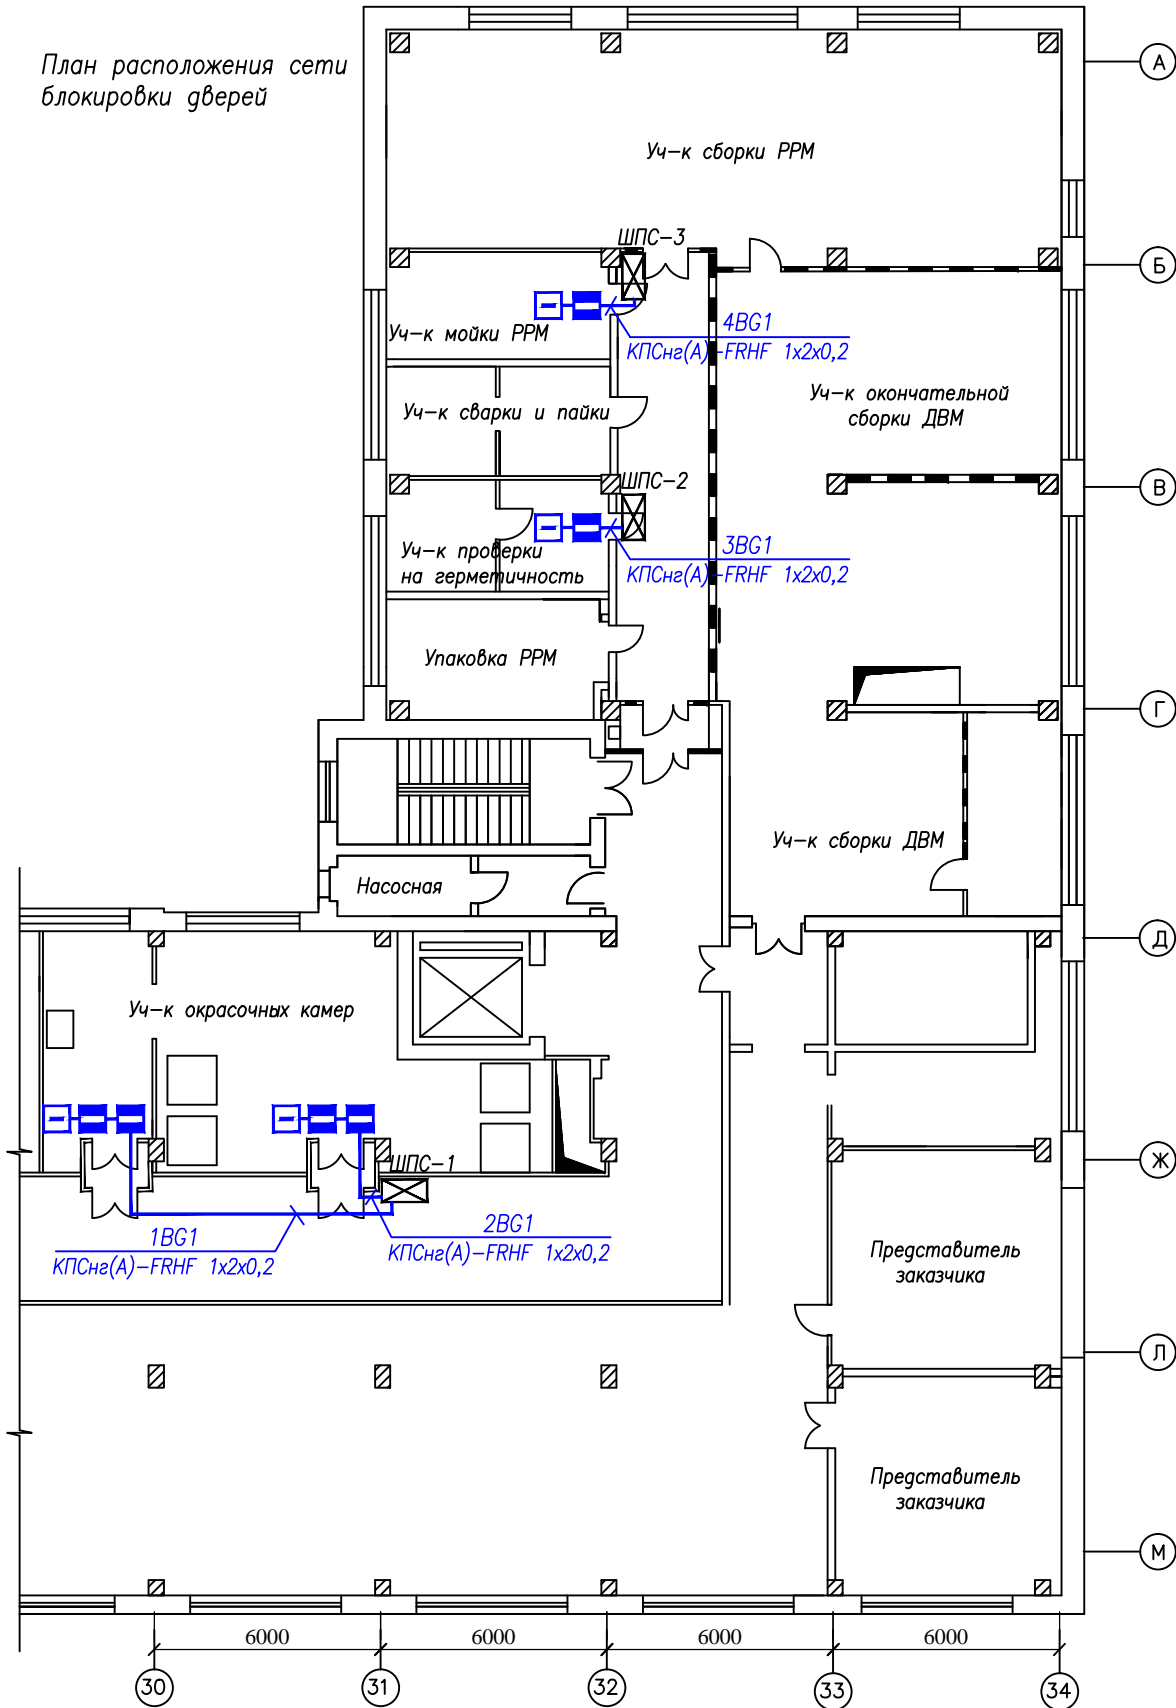 План расположения сети
блокировки дверей
А
Уч-к сборки РРМ
ШПС-3
Б
4BG1
Уч-к мойки РРМ
КПСнг(А)-FRHF 1х2х0,2
Уч-к окончательной
сборки ДВМ
Уч-к сварки и пайки
ШПС-2
В
3BG1
Уч-к проверки
на герметичность
КПСнг(А)-FRHF 1х2х0,2
Упаковка РРМ
Г
Уч-к сборки ДВМ
Насосная
Д
Уч-к окрасочных камер
ШПС-1
Ж
1BG1
КПСнг(А)-FRHF 1х2х0,2
2BG1
КПСнг(А)-FRHF 1х2х0,2
Представитель
заказчика
Л
Представитель
заказчика
М
6000 6000 6000 6000
30 31 32 33 34